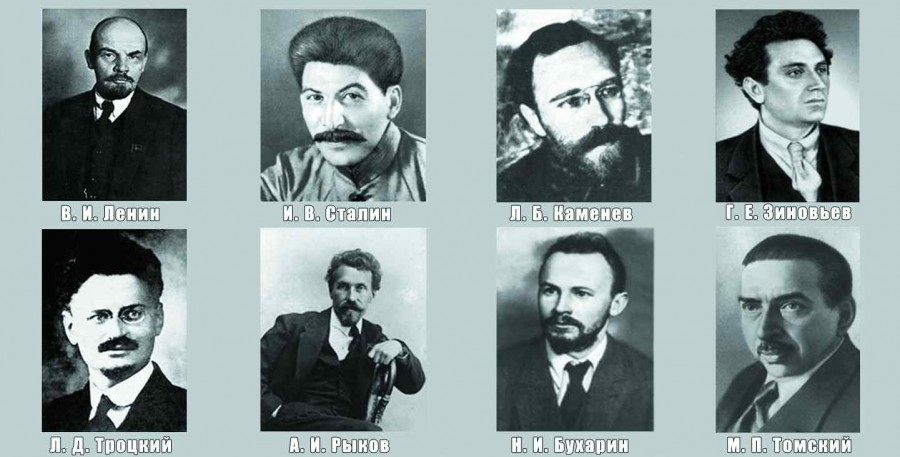 В. И. Ленин
И. В. Сталин
Л. Б. Каменев
Г. Е. Зиновьев
Л. Д. Троцкий
А. И. Рыков
Н. И. Бухарин
М. П. Томский